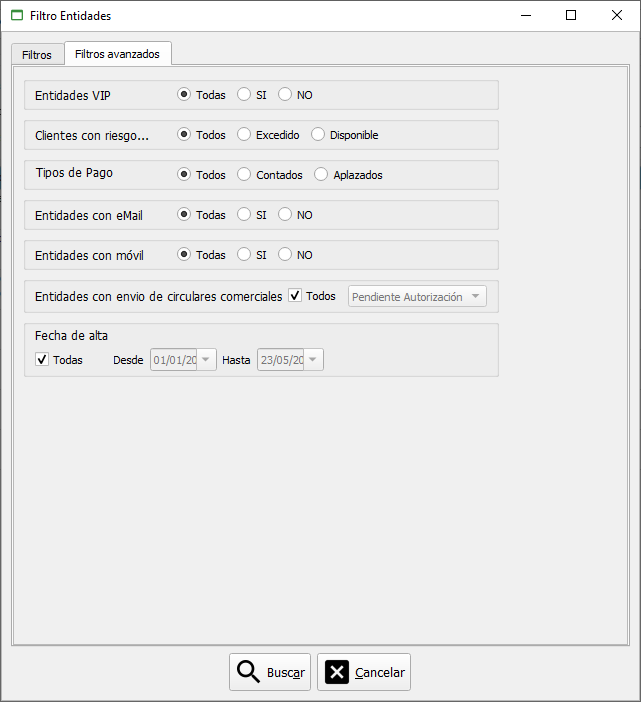 Filtro Entidades
Filtros
Filtros avanzados
Entidades VIP Todas SI NO
Clientes con riesgo... Todos Excedido Disponible
Tipos de Pago Todos Contados Aplazados
Entidades con eMail Todas SI NO
Entidades con móvil Todas SI NO
Entidades con envio de circulares comerciales Todos Pendiente Autorización
Fecha de alta
Todas Desde 01/01/20 Hasta 23/05/20
Buscar Cancelar